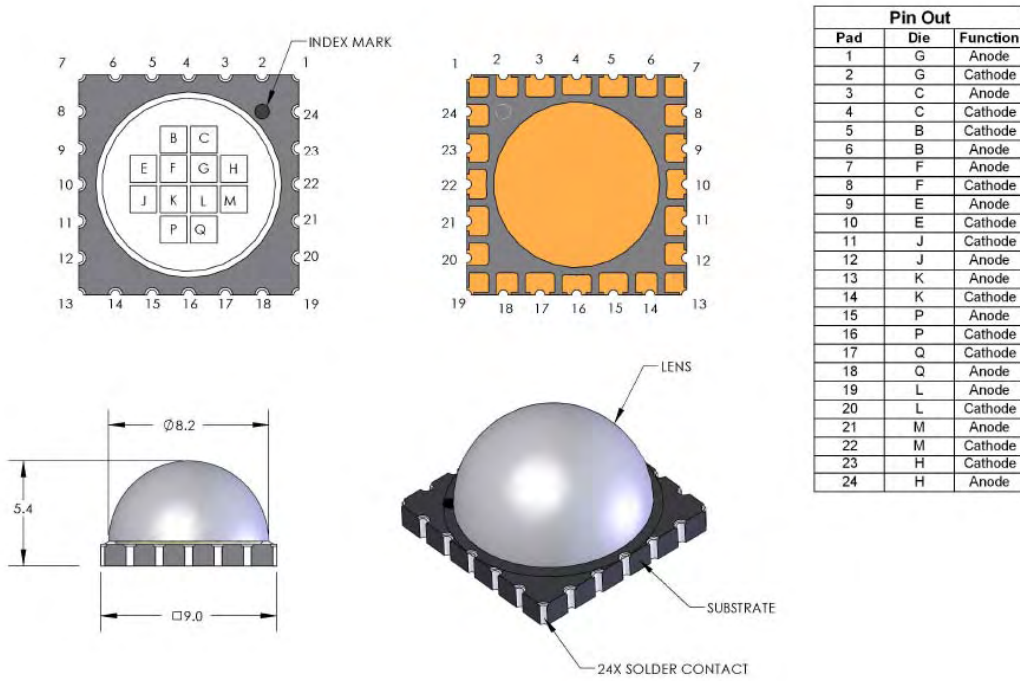 INDEX MARK
7 6 5 4 3 2 1
8 24
9 23
10 22
11 21
12 20
13 14 15 16 17 18 19
B C
E F G H
J K L M
P Q
1 2 3 4 5 6 7
24 8
23 9
22 10
21 11
20 12
19 18 17 16 15 14 13
Ø8.2
5.4
□9.0
LENS
SUBSTRATE
24X SOLDER CONTACT
Pin Out
Pad Die Function
1 G Anode
2 G Cathode
3 C Anode
4 C Cathode
5 B Cathode
6 B Anode
7 F Anode
8 F Cathode
9 E Anode
10 E Cathode
11 J Cathode
12 J Anode
13 K Anode
14 K Cathode
15 P Anode
16 P Cathode
17 Q Cathode
18 Q Anode
19 L Anode
20 L Cathode
21 M Anode
22 M Cathode
23 H Cathode
24 H Anode